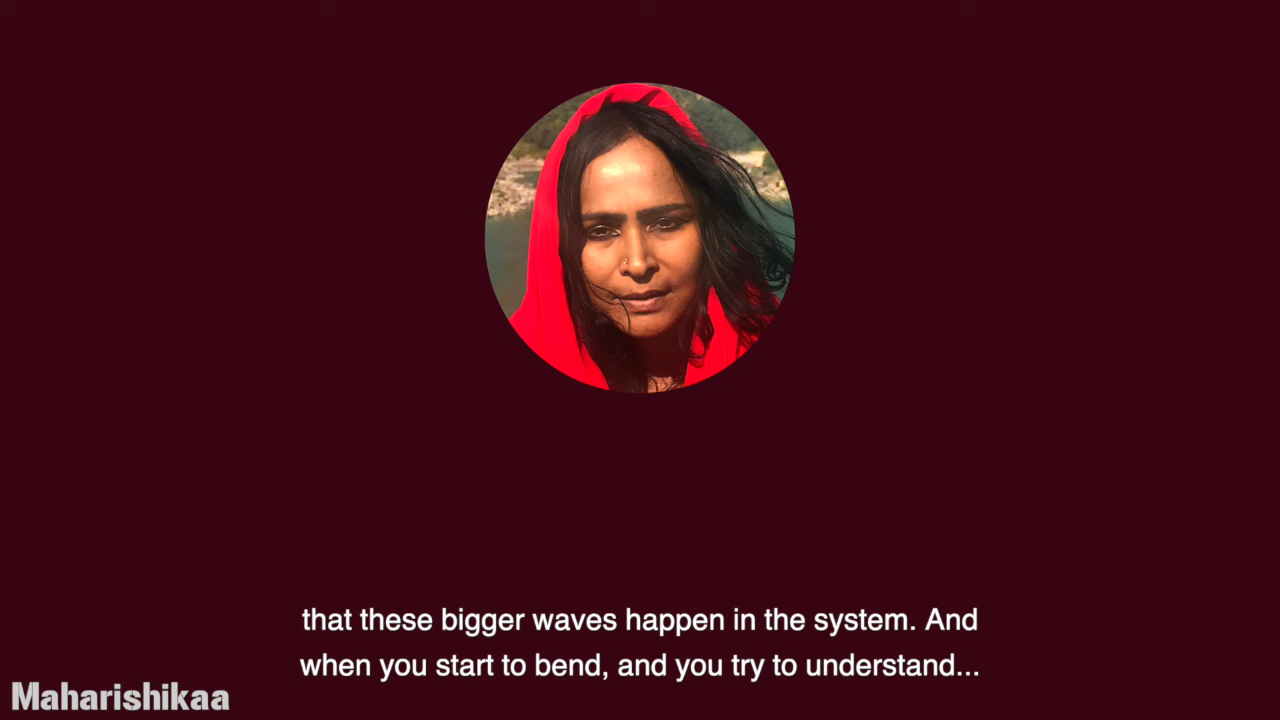 that these bigger waves happen in the system. And
when you start to bend, and you try to understand...
Maharishikaa